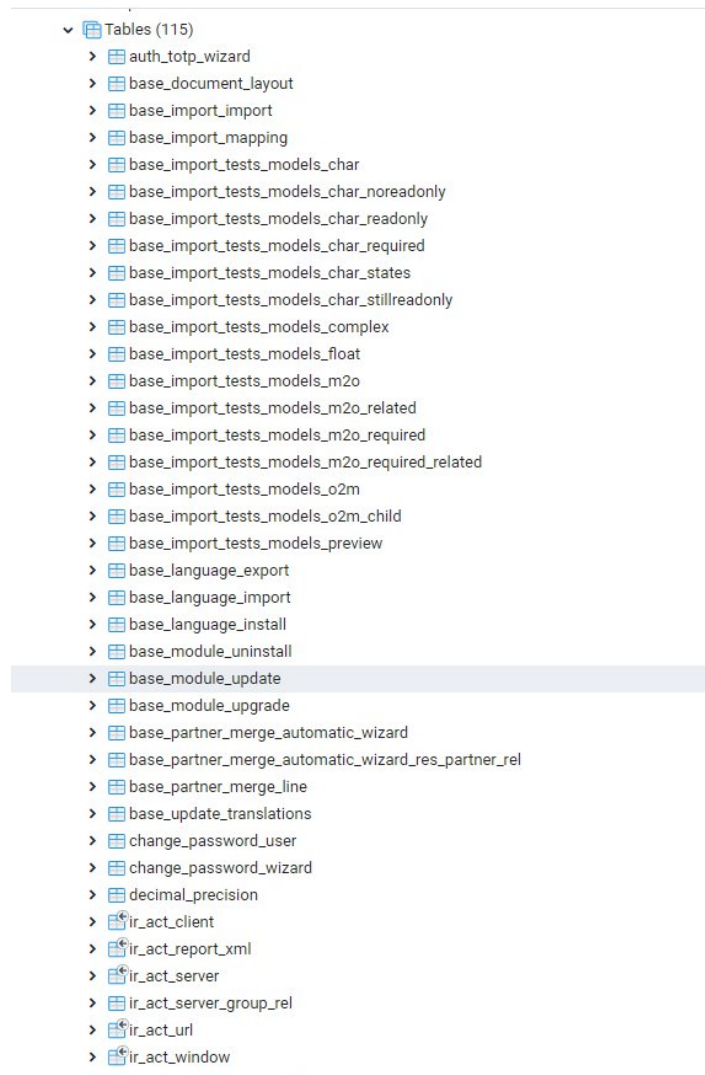 Tables (115)
auth_totp_wizard
base_document_layout
base_import_import
base_import_mapping
base_import_tests_models_char
base_import_tests_models_char_noreadonly
base_import_tests_models_char_readonly
base_import_tests_models_char_required
base_import_tests_models_char_states
base_import_tests_models_char_stillreadonly
base_import_tests_models_complex
base_import_tests_models_float
base_import_tests_models_m2o
base_import_tests_models_m2o_related
base_import_tests_models_m2o_required
base_import_tests_models_m2o_required_related
base_import_tests_models_o2m
base_import_tests_models_o2m_child
base_import_tests_models_preview
base_language_export
base_language_import
base_language_install
base_module_uninstall
base_module_update
base_module_upgrade
base_partner_merge_automatic_wizard
base_partner_merge_automatic_wizard_res_partner_rel
base_partner_merge_line
base_update_translations
change_password_user
change_password_wizard
decimal_precision
ir_act_client
ir_act_report_xml
ir_act_server
ir_act_server_group_rel
ir_act_url
ir_act_window